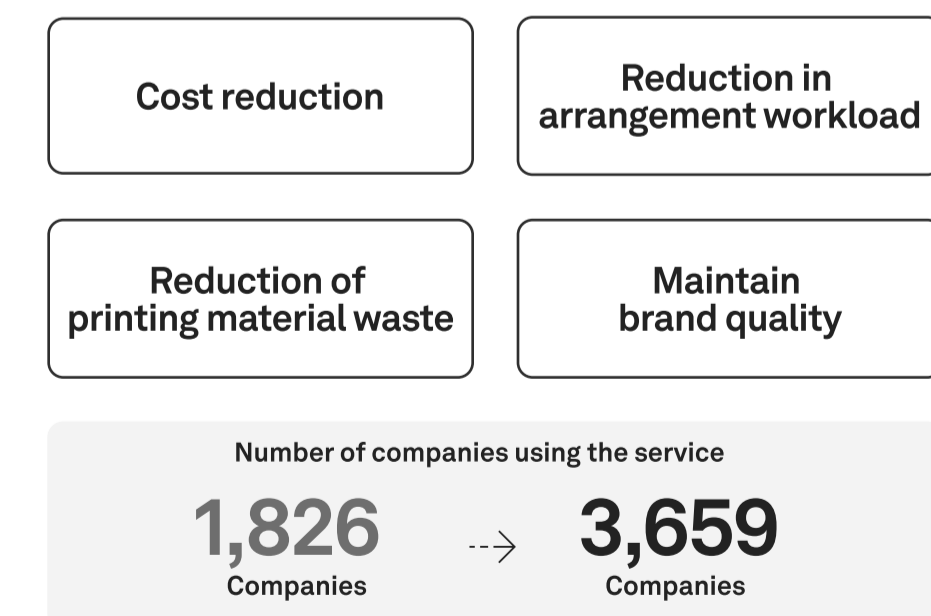 Cost reduction
Reduction in
arrangement workload
Reduction of
printing material waste
Maintain
brand quality
Number of companies using the service
1,826
3,659
Companies
Companies